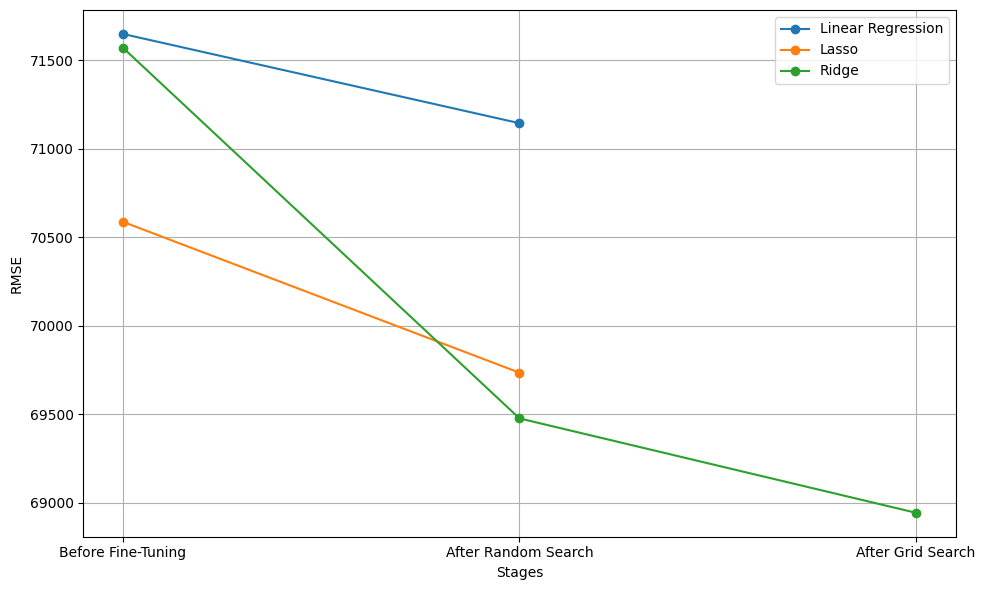 Linear Regression
Lasso
Ridge
71500
71000
70500
70000
69500
69000
RMSE
Before Fine-Tuning
After Random Search
After Grid Search
Stages